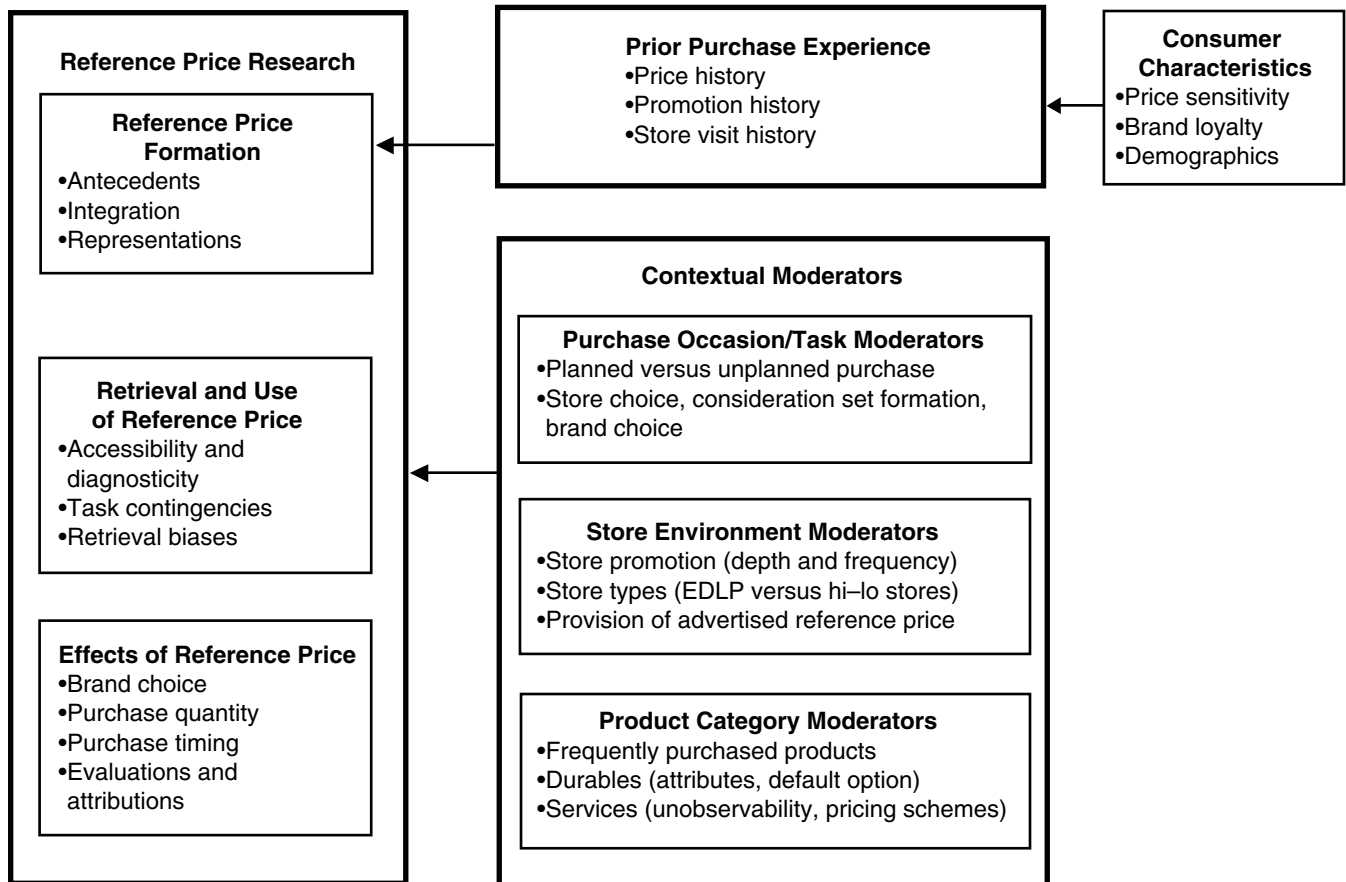 Reference Price Research
Reference Price
Formation
•Antecedents
•Integration
•Representations
Retrieval and Use
of Reference Price
•Accessibility and
diagnosticity
•Task contingencies
•Retrieval biases
Effects of Reference Price
•Brand choice
•Purchase quantity
•Purchase timing
•Evaluations and
attributions
Prior Purchase Experience
•Price history
•Promotion history
•Store visit history
Consumer
Characteristics
•Price sensitivity
•Brand loyalty
•Demographics
Contextual Moderators
Purchase Occasion/Task Moderators
•Planned versus unplanned purchase
•Store choice, consideration set formation,
brand choice
Store Environment Moderators
•Store promotion (depth and frequency)
•Store types (EDLP versus hi–lo stores)
•Provision of advertised reference price
Product Category Moderators
•Frequently purchased products
•Durables (attributes, default option)
•Services (unobservability, pricing schemes)